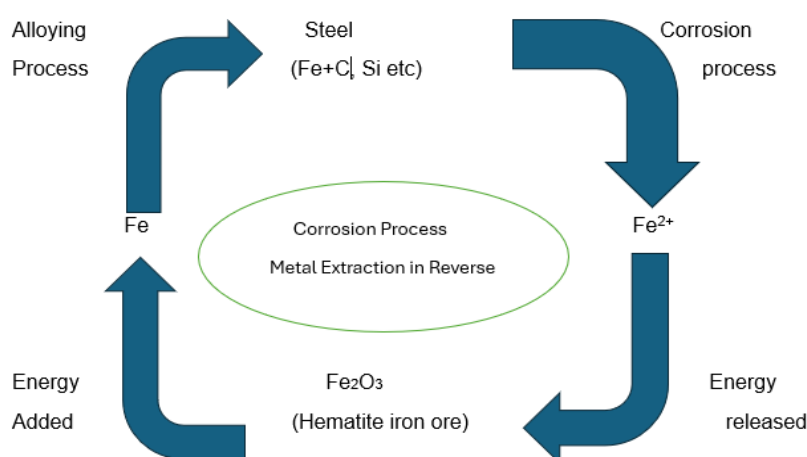 Alloying
Process
Steel
(Fe+C, Si etc)
Corrosion
process
Fe
Corrosion Process
Metal Extraction in Reverse
Fe²⁺
Energy
Added
Fe₂O₃
(Hematite iron ore)
Energy
released